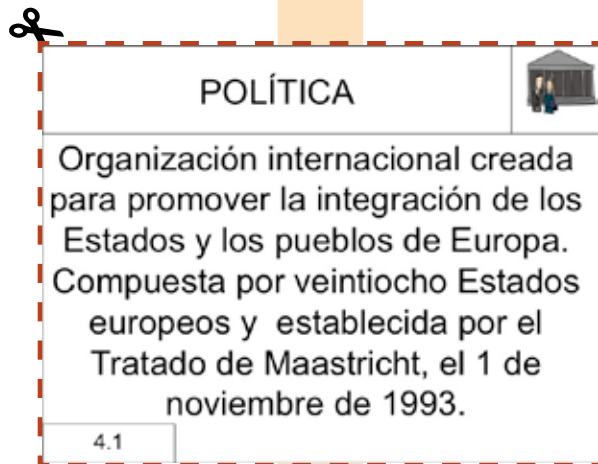 POLÍTICA
Organización internacional creada
para promover la integración de los
Estados y los pueblos de Europa.
Compuesta por veintiocho Estados
europeos y establecida por el
Tratado de Maastricht, el 1 de
noviembre de 1993.
4.1